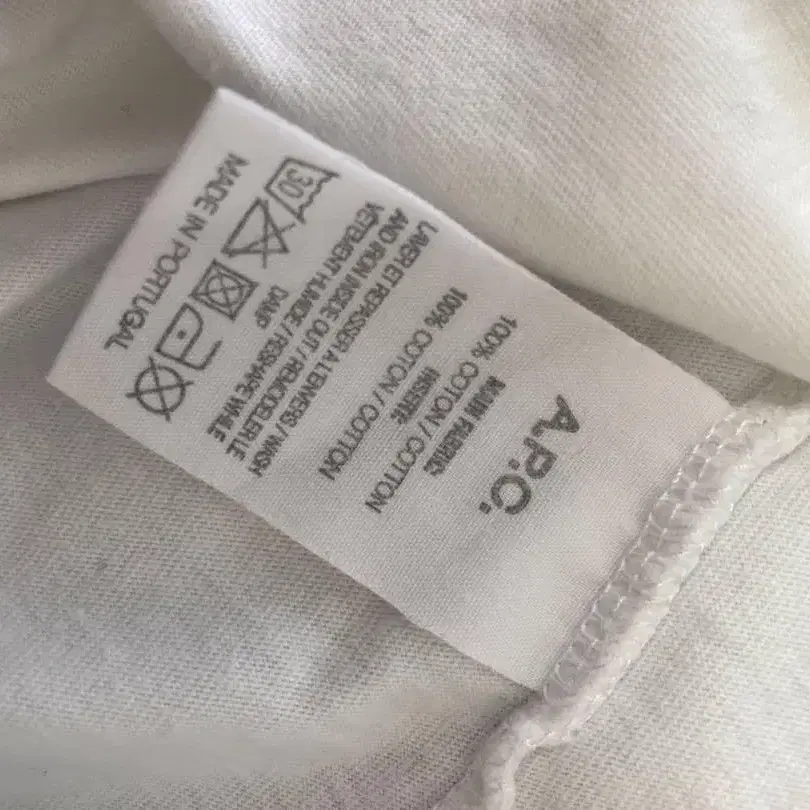 A.P.C.
MAIN FABRIC
100% COTON / COTTON
100% COTON / COTTON
LAVER ET REPASSER A L'ENVERS / WASH
AND IRON INSIDE OUT / REMODELER LE
VETEMENT HUMIDE / RESHAPE WHILE
DAMP
30
MADE IN PORTUGAL